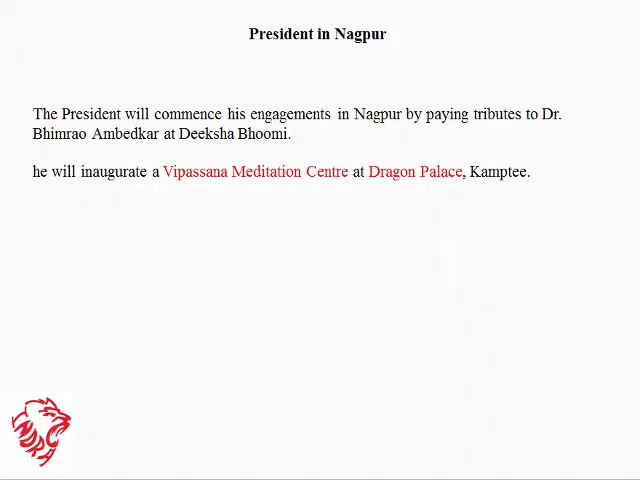 President in Nagpur
The President will commence his engagements in Nagpur by paying tributes to Dr.
Bhimrao Ambedkar at Deeksha Bhoomi.
he will inaugurate a Vipassana Meditation Centre at Dragon Palace, Kamptee.